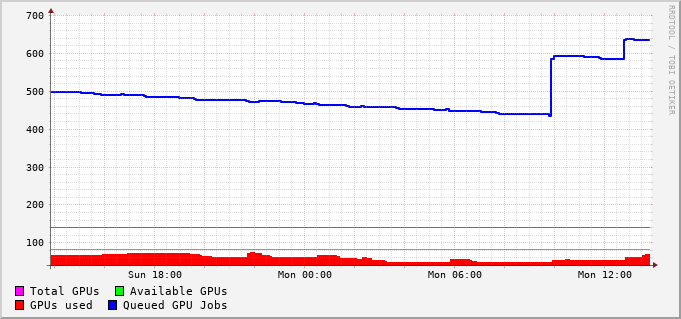 700
600
500
400
300
200
100
Sun 18:00 Mon 00:00 Mon 06:00 Mon 12:00
Total GPUs Available GPUs
GPUs used Queued GPU Jobs
RRDTOOL / TOBI OETIKER